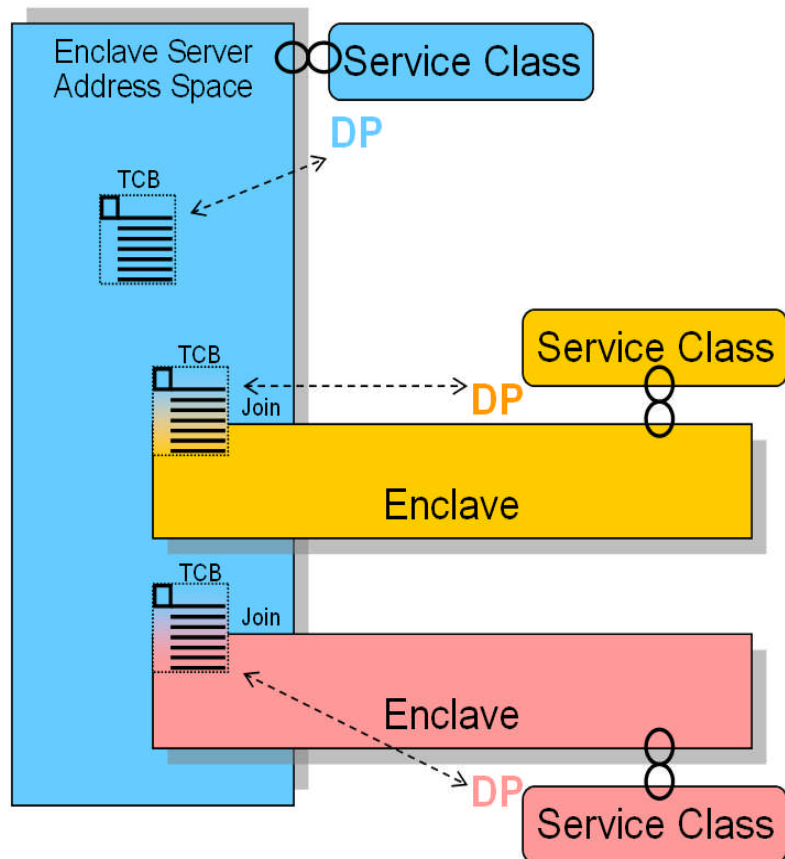 Enclave Server
Address Space
Service Class
DP
TCB
Service Class
TCB
DP
Join
Enclave
TCB
Join
Enclave
DP
Service Class